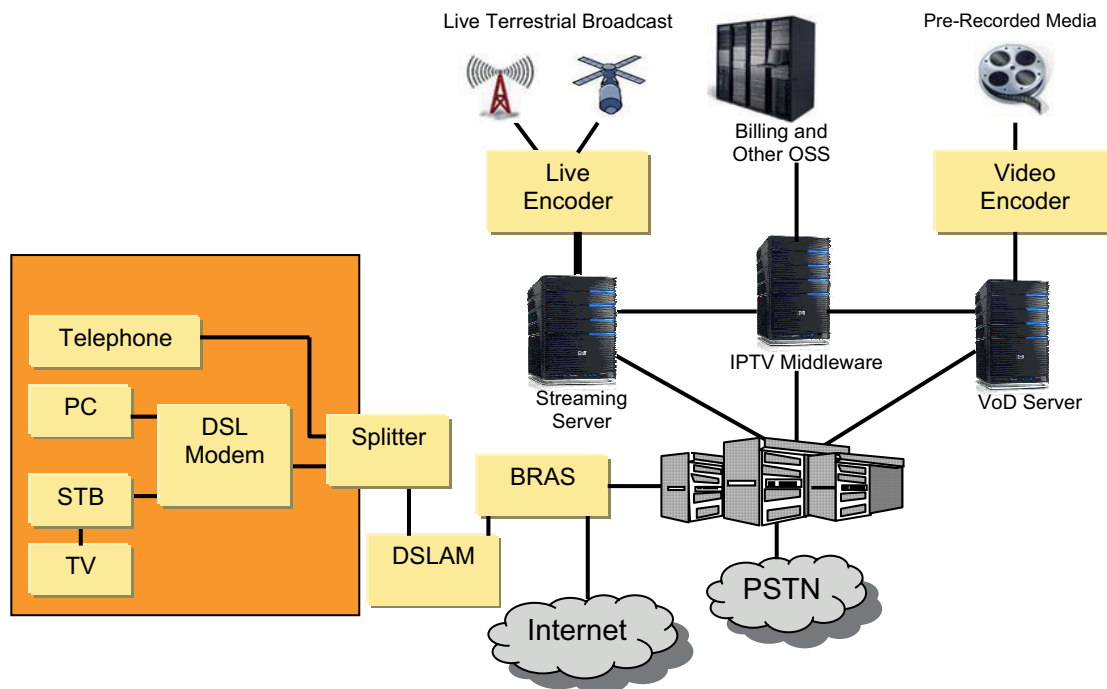 Live Terrestrial Broadcast
Pre-Recorded Media
Billing and
Other OSS
Live
Encoder
Video
Encoder
Telephone
PC
DSL
Modem
Splitter
STB
TV
DSLAM
BRAS
Streaming
Server
IPTV Middleware
VoD Server
Internet
PSTN